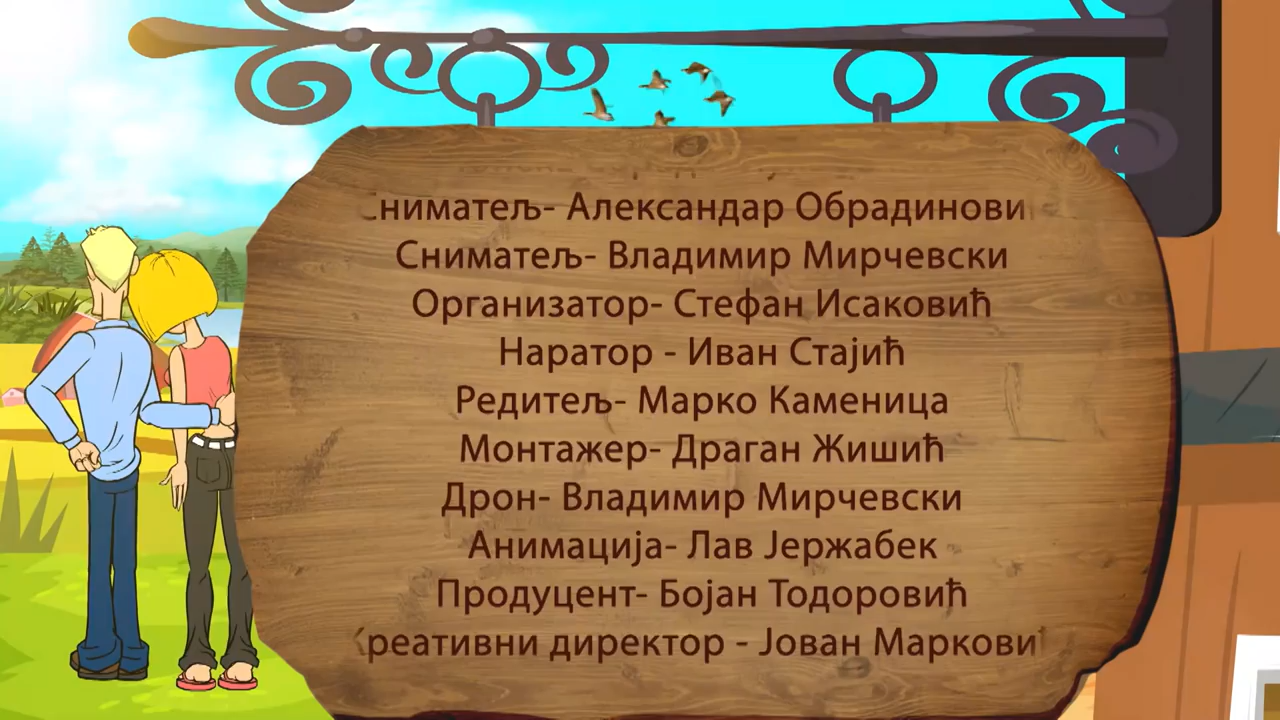 Сниматељ- Александар Обрадинови
Сниматељ- Владимир Мирчевски
Организатор- Стефан Исаковић
Наратор - Иван Стајић
Редитељ- Марко Каменица
Монтажер- Драган Жишић
Дрон- Владимир Мирчевски
Анимација- Лав Јержабек
Продуцент- Бојан Тодоровић
Креативни директор - Јован Маркови